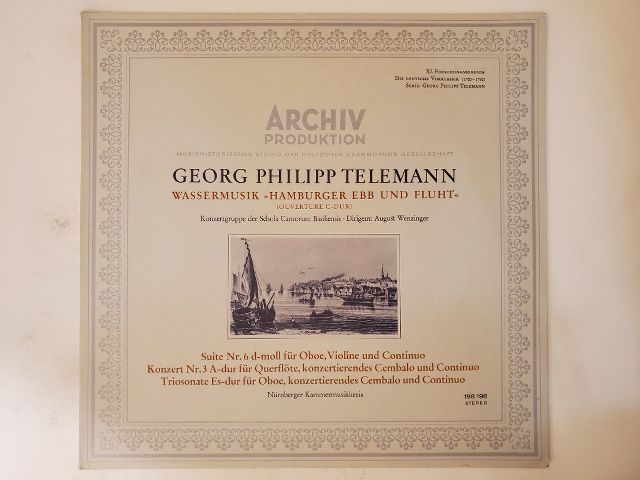 XI. Forschungsbereich
Die deutsche Vorklassik (1700–1760)
Serie: Georg Philipp Telemann
ARCHIV
PRODUKTION
MUSIKHISTORISCHES STUDIO DER DEUTSCHEN GRAMMOPHON GESELLSCHAFT
GEORG PHILIPP TELEMANN
WASSERMUSIK »HAMBURGER EBB UND FLUHT«
(OUVERTÜRE C-DUR)
Konzertgruppe der Schola Cantorum Basiliensis · Dirigent: August Wenzinger
Suite Nr. 6 d-moll für Oboe, Violine und Continuo
Konzert Nr. 3 A-dur für Querflöte, konzertierendes Cembalo und Continuo
Triosonate Es-dur für Oboe, konzertierendes Cembalo und Continuo
Nürnberger Kammermusikkreis
198 198
STEREO